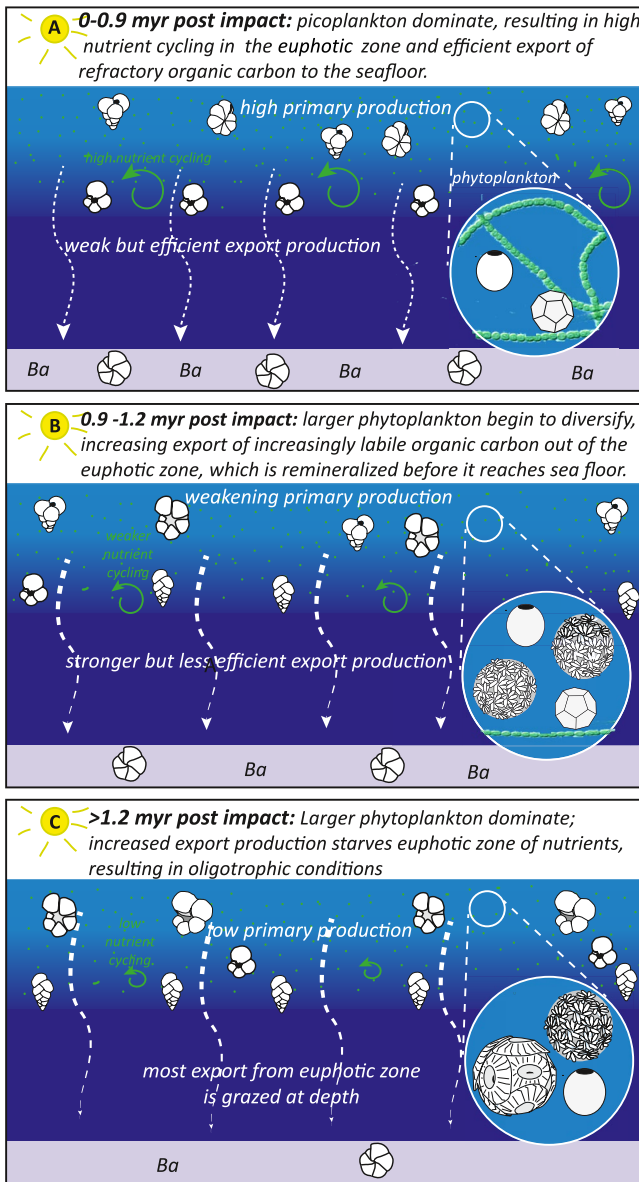 A 0-0.9 myr post impact: picoplankton dominate, resulting in high
nutrient cycling in the euphotic zone and efficient export of
refractory organic carbon to the seafloor.
high primary production
high nutrient cycling
phytoplankton
weak but efficient export production
Ba Ba Ba Ba
B 0.9 -1.2 myr post impact: larger phytoplankton begin to diversify,
increasing export of increasingly labile organic carbon out of the
euphotic zone, which is remineralized before it reaches sea floor.
weakening primary production
weaker
nutrient
cycling
stronger but less efficient export production
A
Ba Ba
C >1.2 myr post impact: Larger phytoplankton dominate;
increased export production starves euphotic zone of nutrients,
resulting in oligotrophic conditions
low primary production
low
nutrient
cycling
most export from euphotic zone
is grazed at depth
Ba